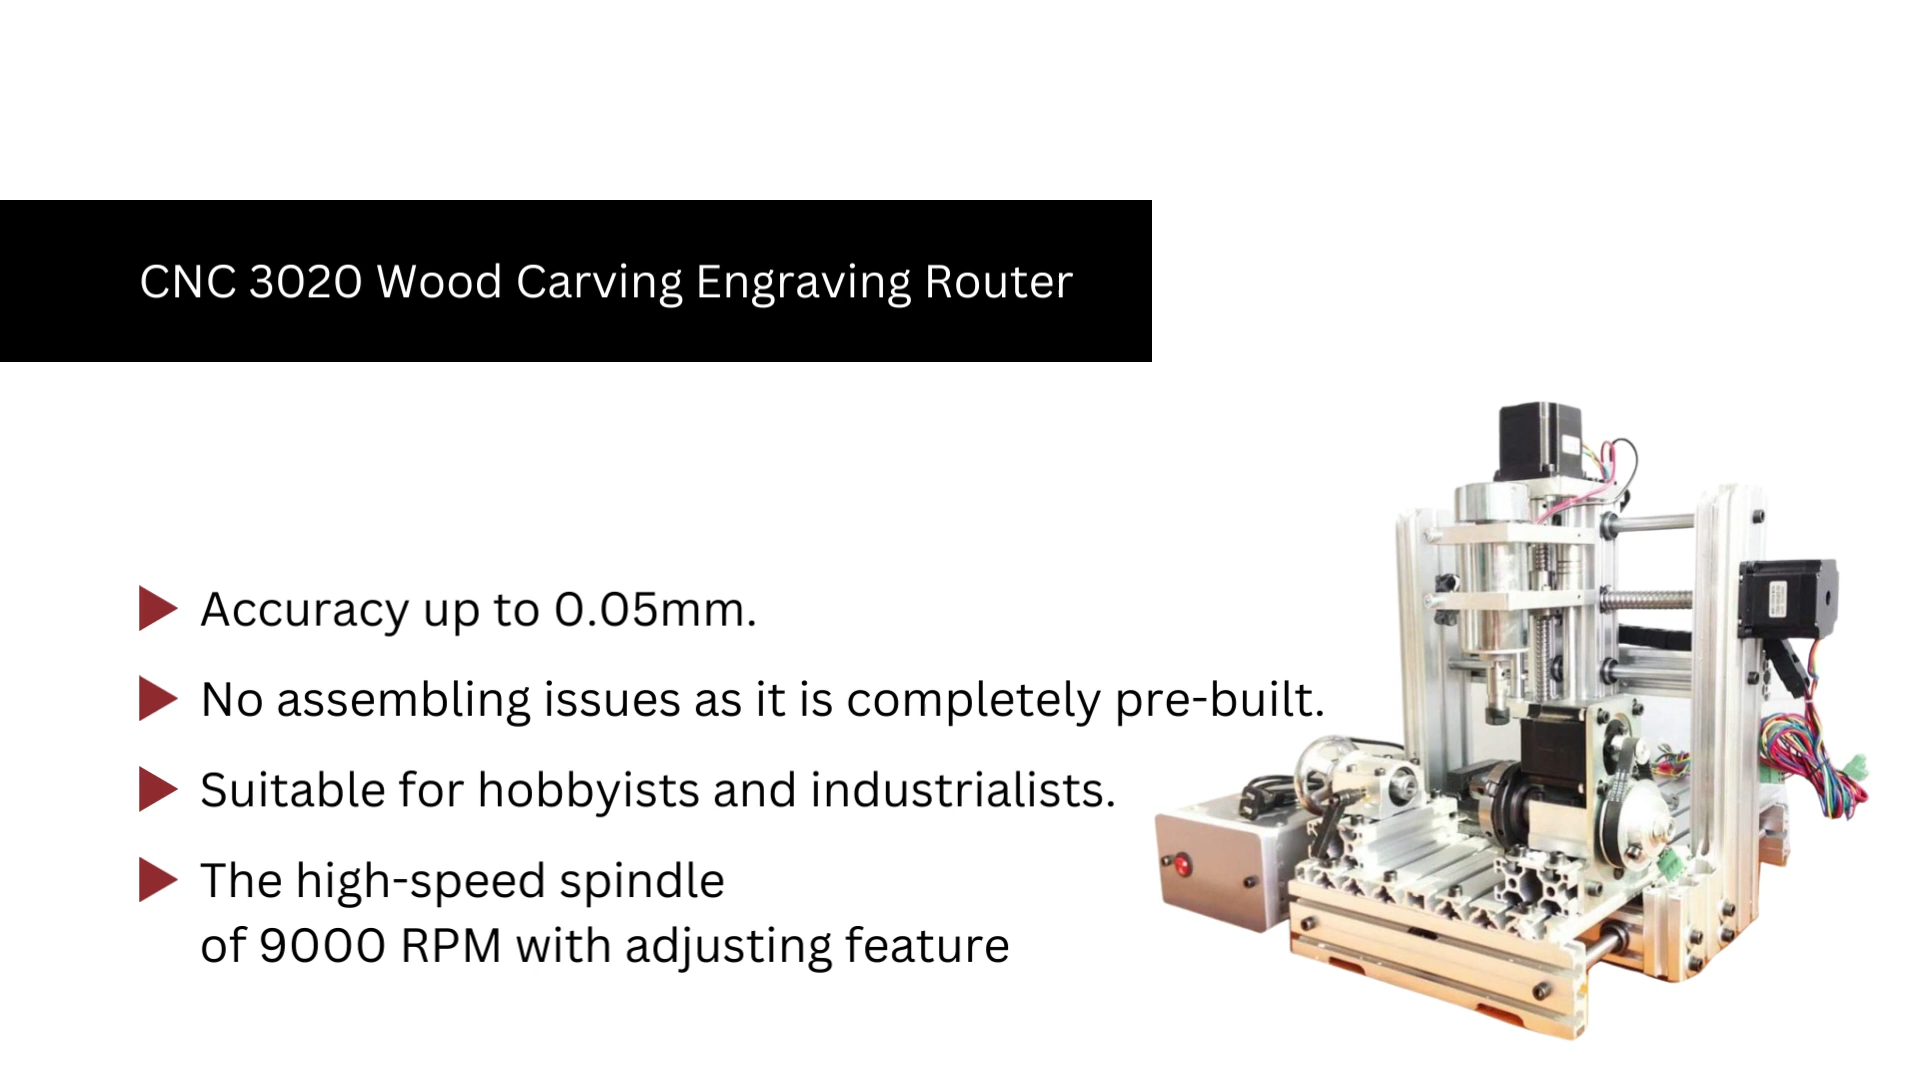 CNC 3020 Wood Carving Engraving Router
Accuracy up to 0.05mm.
No assembling issues as it is completely pre-built.
Suitable for hobbyists and industrialists.
The high-speed spindle
of 9000 RPM with adjusting feature